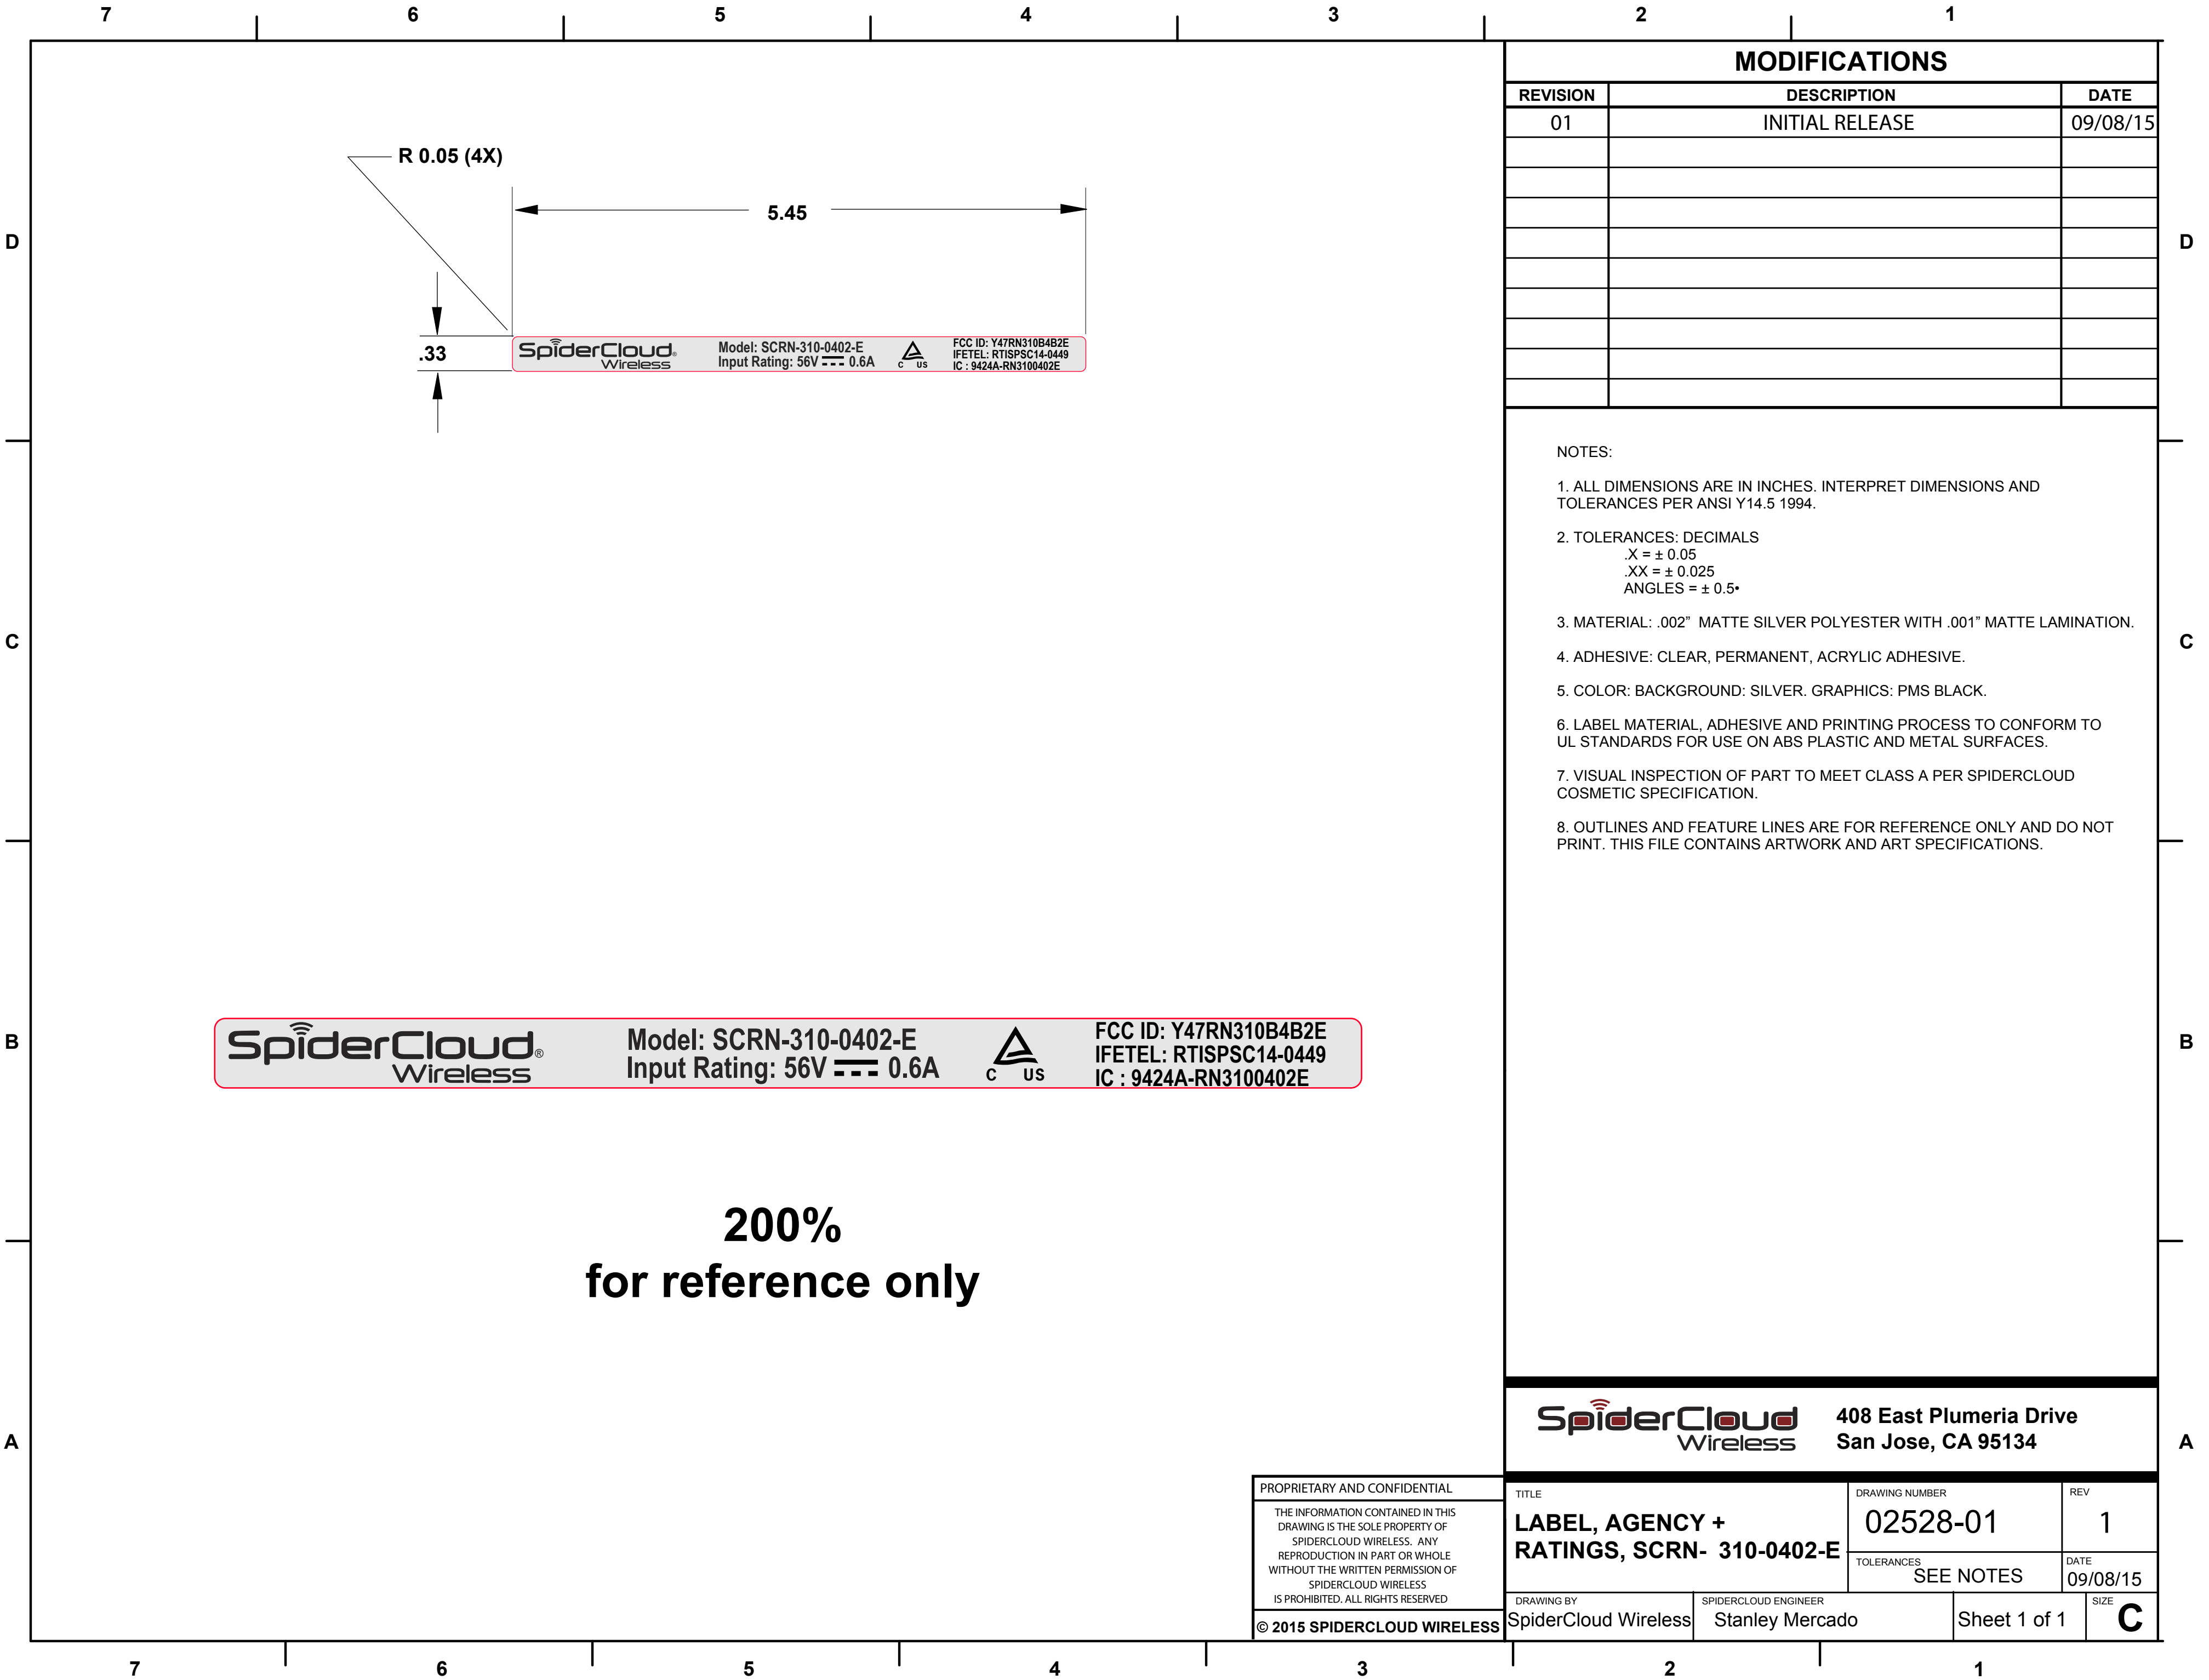 7 6 5 4 3 2 1
MODIFICATIONS
REVISION DESCRIPTION DATE
01 INITIAL RELEASE 09/08/15
R 0.05 (4X)
5.45
D D
.33
SpiderCloud®
Wireless
Model: SCRN-310-0402-E
Input Rating: 56V 0.6A
C US
FCC ID: Y47RN310B4B2E
IFETEL: RTISPSC14-0449
IC : 9424A-RN3100402E
NOTES:
1. ALL DIMENSIONS ARE IN INCHES. INTERPRET DIMENSIONS AND
TOLERANCES PER ANSI Y14.5 1994.
2. TOLERANCES: DECIMALS
.X = ± 0.05
.XX = ± 0.025
ANGLES = ± 0.5•
3. MATERIAL: .002” MATTE SILVER POLYESTER WITH .001” MATTE LAMINATION.
C C
4. ADHESIVE: CLEAR, PERMANENT, ACRYLIC ADHESIVE.
5. COLOR: BACKGROUND: SILVER. GRAPHICS: PMS BLACK.
6. LABEL MATERIAL, ADHESIVE AND PRINTING PROCESS TO CONFORM TO
UL STANDARDS FOR USE ON ABS PLASTIC AND METAL SURFACES.
7. VISUAL INSPECTION OF PART TO MEET CLASS A PER SPIDERCLOUD
COSMETIC SPECIFICATION.
8. OUTLINES AND FEATURE LINES ARE FOR REFERENCE ONLY AND DO NOT
PRINT. THIS FILE CONTAINS ARTWORK AND ART SPECIFICATIONS.
B B
SpiderCloud®
Wireless
Model: SCRN-310-0402-E
Input Rating: 56V 0.6A
C US
FCC ID: Y47RN310B4B2E
IFETEL: RTISPSC14-0449
IC : 9424A-RN3100402E
200%
for reference only
A A
SpiderCloud
Wireless
408 East Plumeria Drive
San Jose, CA 95134
PROPRIETARY AND CONFIDENTIAL
THE INFORMATION CONTAINED IN THIS
DRAWING IS THE SOLE PROPERTY OF
SPIDERCLOUD WIRELESS. ANY
REPRODUCTION IN PART OR WHOLE
WITHOUT THE WRITTEN PERMISSION OF
SPIDERCLOUD WIRELESS
IS PROHIBITED. ALL RIGHTS RESERVED
© 2015 SPIDERCLOUD WIRELESS
TITLE
LABEL, AGENCY +
RATINGS, SCRN- 310-0402-E
DRAWING NUMBER
02528-01
REV
1
TOLERANCES
SEE NOTES
DATE
09/08/15
DRAWING BY
SpiderCloud Wireless
SPIDERCLOUD ENGINEER
Stanley Mercado
Sheet 1 of 1
SIZE
C
7 6 5 4 3 2 1